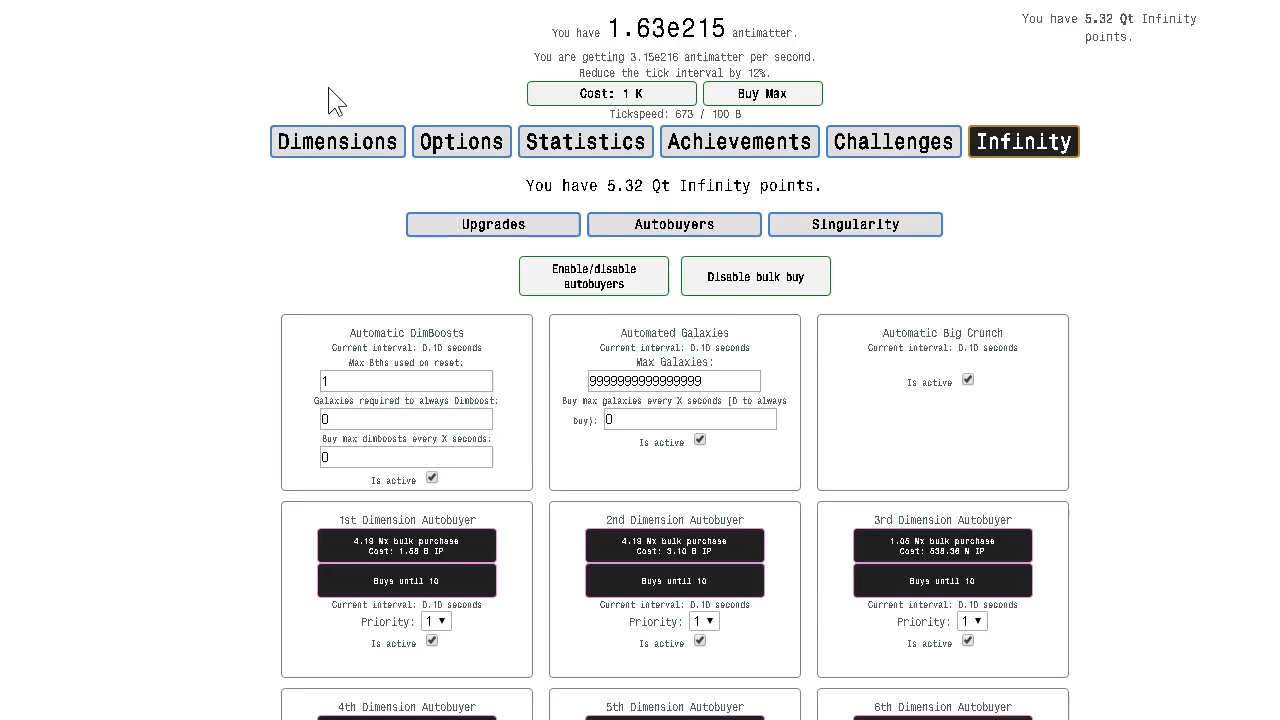 You have 1.63e215 antimatter.
You have 5.32 Qt Infinity
points.
You are getting 3.15e216 antimatter per second.
Reduce the tick interval by 12%.
Cost: 1 K
Buy Max
Tickspeed: 673 / 100 B
Dimensions Options Statistics Achievements Challenges Infinity
You have 5.32 Qt Infinity points.
Upgrades Autobuyers Singularity
Enable/disable
autobuyers
Disable bulk buy
Automatic DimBoosts
Current interval: 0.10 seconds
Max 8ths used on reset:
1
Galaxies required to always Dimboost:
0
Buy max dimboosts every X seconds:
0
Is active
Automated Galaxies
Current interval: 0.10 seconds
Max Galaxies:
9999999999999999
Buy max galaxies every X seconds (0 to always
buy): 0
Is active
Automatic Big Crunch
Current interval: 0.10 seconds
Is active
1st Dimension Autobuyer
4.19 Mx bulk purchase
Cost: 1.58 B IP
Buys until 10
Current interval: 0.10 seconds
Priority: 1
Is active
2nd Dimension Autobuyer
4.19 Mx bulk purchase
Cost: 3.10 B IP
Buys until 10
Current interval: 0.10 seconds
Priority: 1
Is active
3rd Dimension Autobuyer
1.05 Mx bulk purchase
Cost: 538.36 M IP
Buys until 10
Current interval: 0.10 seconds
Priority: 1
Is active
4th Dimension Autobuyer
5th Dimension Autobuyer
6th Dimension Autobuyer